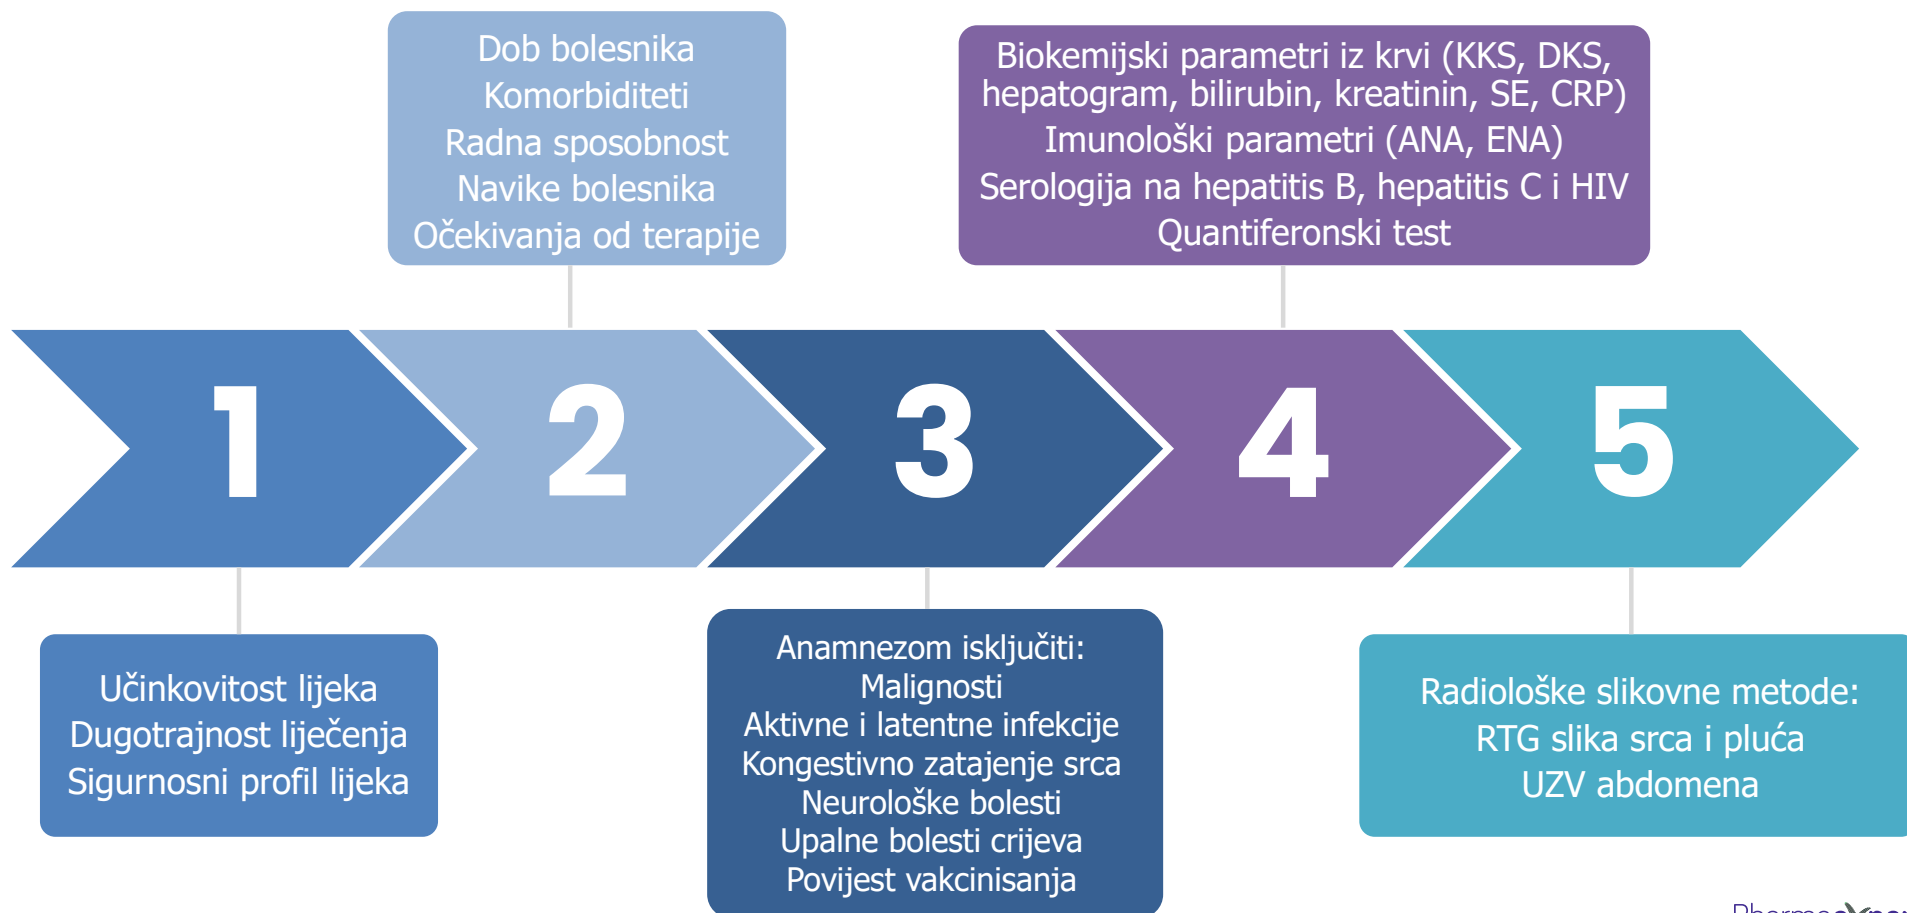 Dob bolesnika
Komorbiditeti
Radna sposobnost
Navike bolesnika
Očekivanja od terapije
Biokemijski parametri iz krvi (KKS, DKS,
hepatogram, bilirubin, kreatinin, SE, CRP)
Imunološki parametri (ANA, ENA)
Serologija na hepatitis B, hepatitis C i HIV
Quantiferonski test
1
2
3
4
5
Učinkovitost lijeka
Dugotrajnost liječenja
Sigurnosni profil lijeka
Anamnezom isključiti:
Malignosti
Aktivne i latentne infekcije
Kongestivno zatajenje srca
Neurološke bolesti
Upalne bolesti crijeva
Povijest vakcinisanja
Radiološke slikovne metode:
RTG slika srca i pluća
UZV abdomena